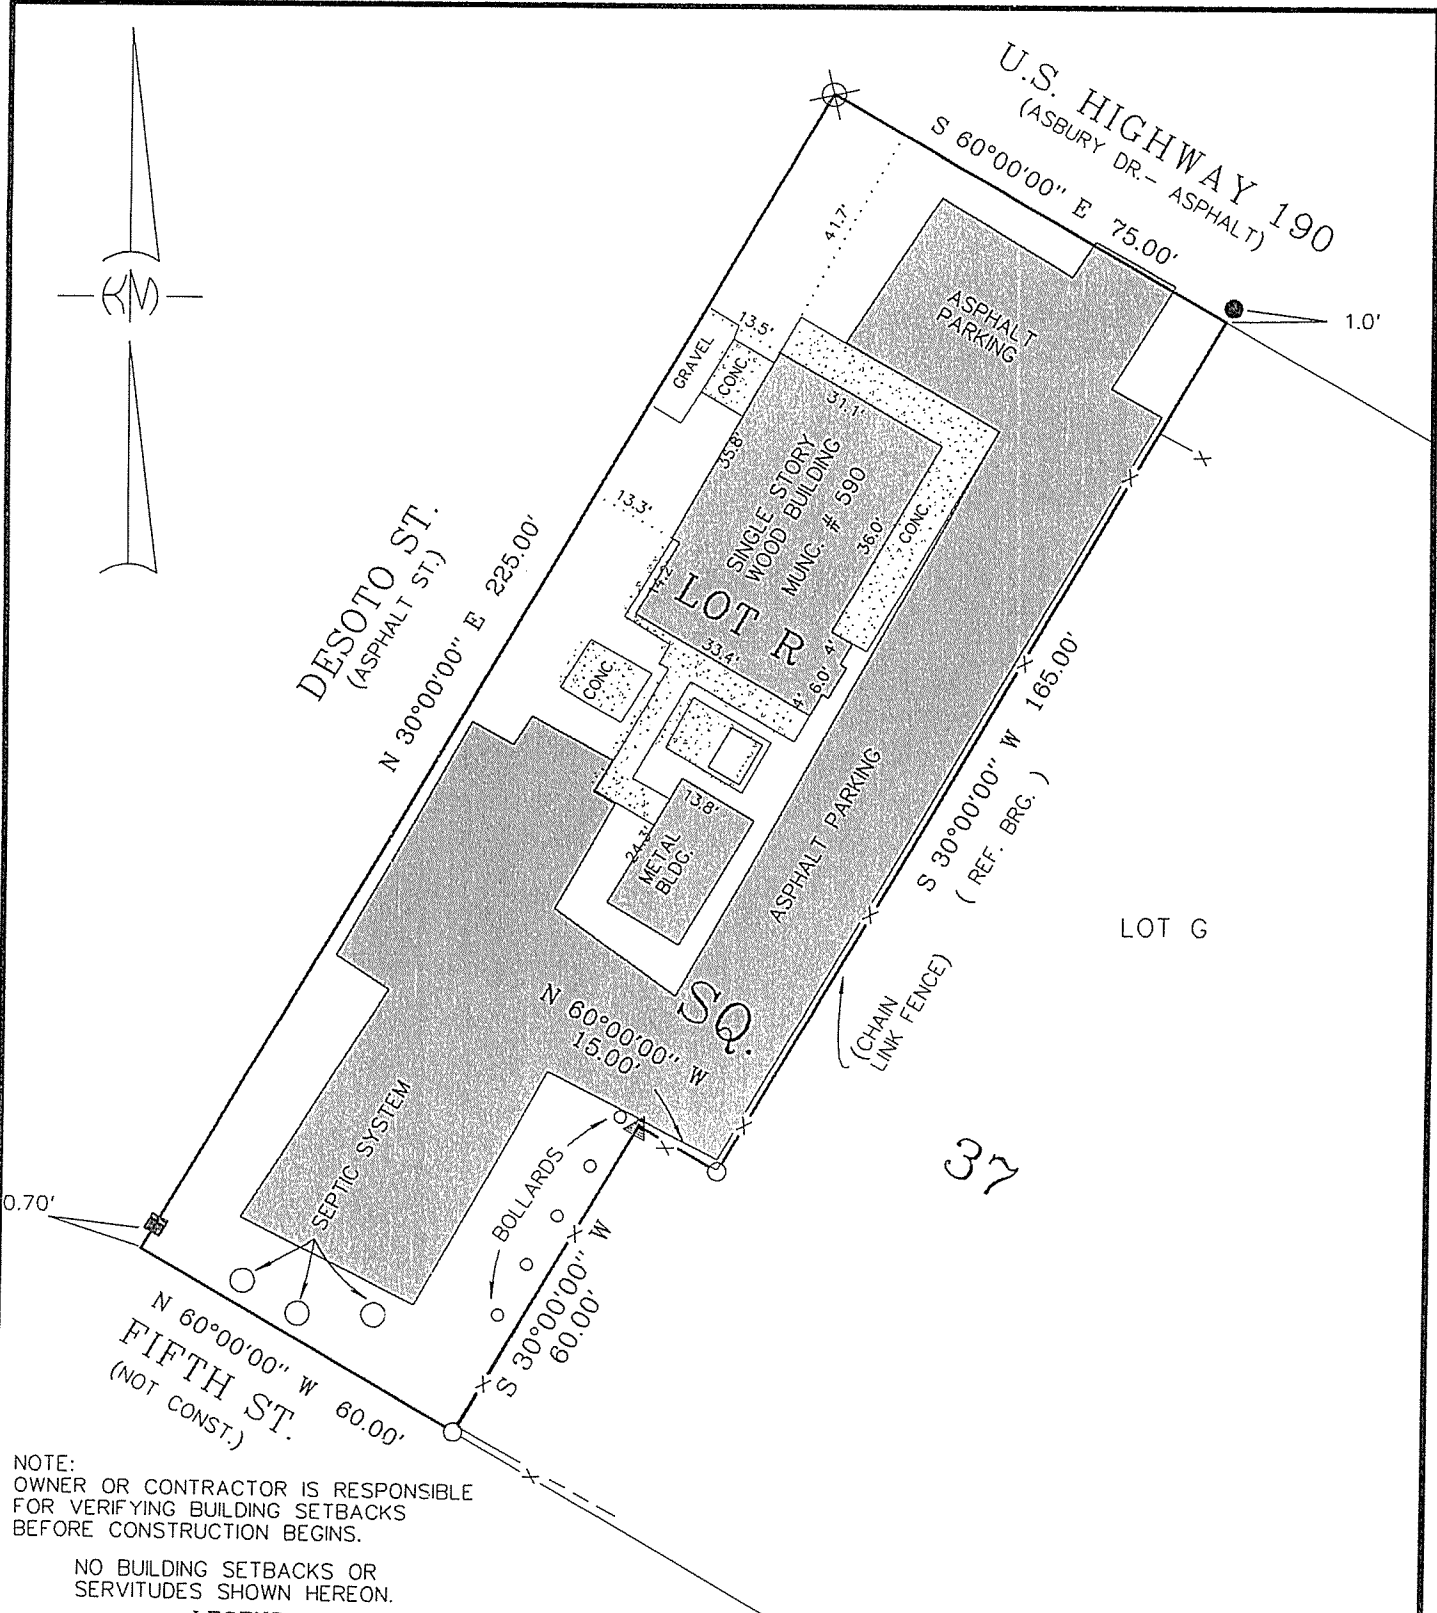 U.S. HIGHWAY 190
(ASBURY DR.- ASPHALT)
S 60°00'00" E 75.00'
1.0'
41.7'
ASPHALT
PARKING
13.5'
GRAVEL
CONC.
31.1'
35.8'
SINGLE STORY
WOOD BUILDING
MUNC. # 590
36.0'
CONC.
13.3'
14.2'
LOT R
33.4'
4'
6.0'
4'
DESOTO ST.
(ASPHALT ST.)
N 30°00'00" E 225.00'
CONC.
S 30°00'00" W 165.00'
( REF. BRG. )
13.8'
24.3'
METAL
BLDG.
ASPHALT PARKING
LOT G
SQ.
37
(CHAIN
LINK FENCE)
N 60°00'00" W
15.00'
SEPTIC SYSTEM
BOLLARDS
0.70'
S 30°00'00" W
60.00'
N 60°00'00" W 60.00'
FIFTH ST.
(NOT CONST.)
NOTE:
OWNER OR CONTRACTOR IS RESPONSIBLE
FOR VERIFYING BUILDING SETBACKS
BEFORE CONSTRUCTION BEGINS.
NO BUILDING SETBACKS OR
SERVITUDES SHOWN HEREON.